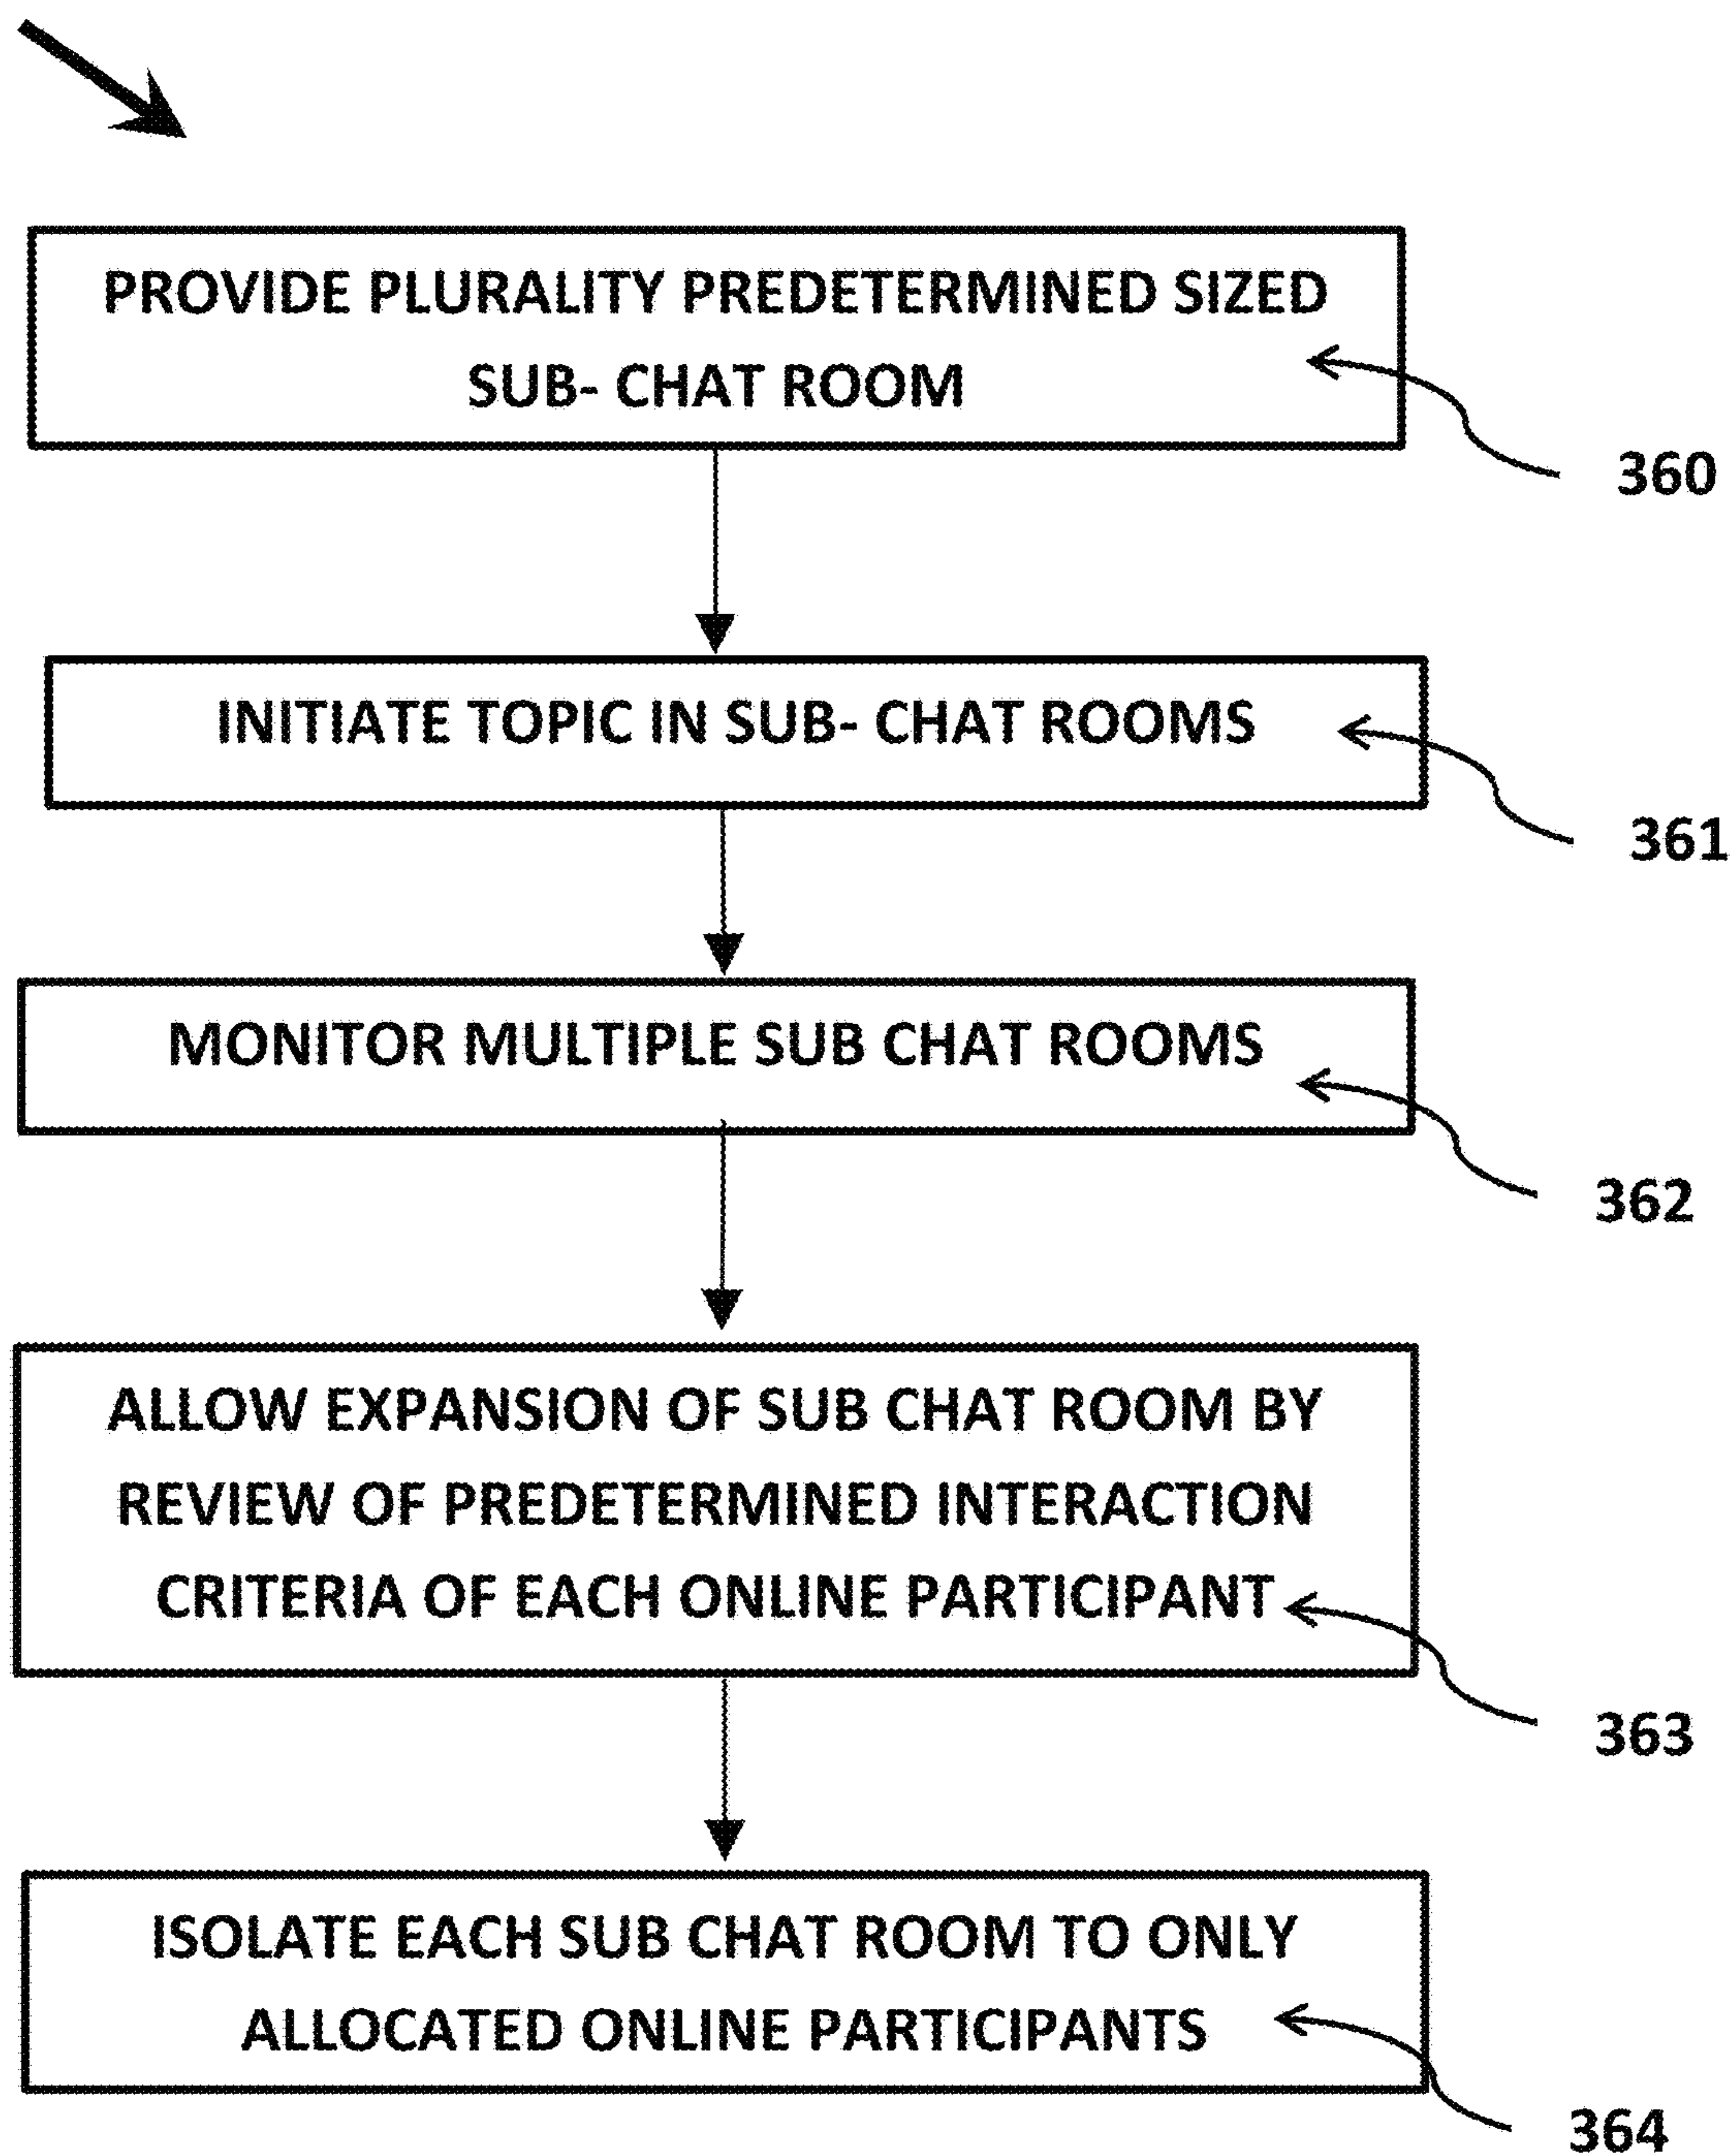 PROVIDE PLURALITY PREDETERMINED SIZED
SUB- CHAT ROOM
360
INITIATE TOPIC IN SUB- CHAT ROOMS
361
MONITOR MULTIPLE SUB CHAT ROOMS
362
ALLOW EXPANSION OF SUB CHAT ROOM BY
REVIEW OF PREDETERMINED INTERACTION
CRITERIA OF EACH ONLINE PARTICIPANT
363
ISOLATE EACH SUB CHAT ROOM TO ONLY
ALLOCATED ONLINE PARTICIPANTS
364